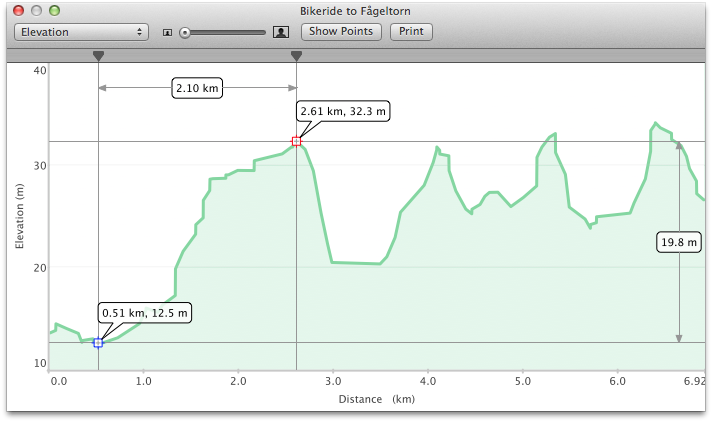 Bikeride to Fågeltorn
Elevation
Show Points
Print
2.10 km
2.61 km, 32.3 m
0.51 km, 12.5 m
19.8 m
40
30
20
10
Elevation (m)
0.0 1.0 2.0 3.0 4.0 5.0 6.0 6.92
Distance (km)